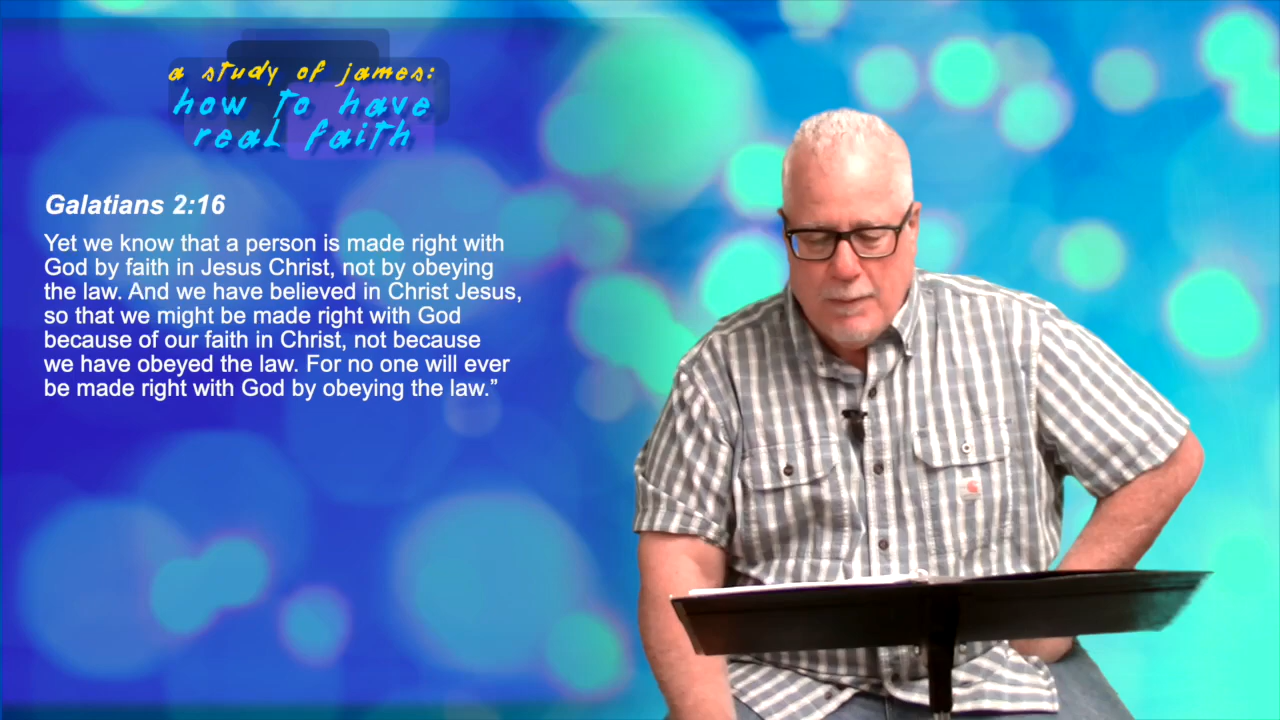 a study of james:
how to have
real faith
Galatians 2:16
Yet we know that a person is made right with
God by faith in Jesus Christ, not by obeying
the law. And we have believed in Christ Jesus,
so that we might be made right with God
because of our faith in Christ, not because
we have obeyed the law. For no one will ever
be made right with God by obeying the law.”